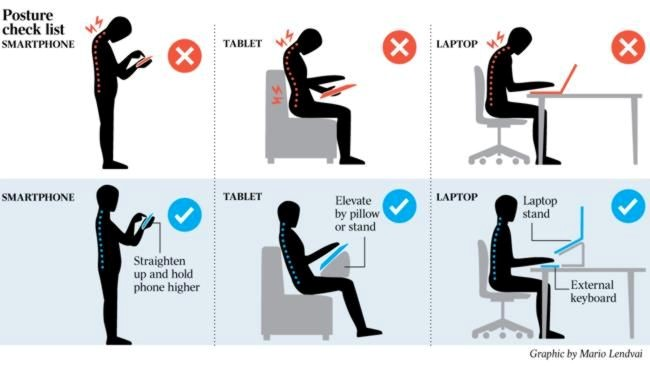 Posture
check list
SMARTPHONE
TABLET
LAPTOP
SMARTPHONE
Straighten
up and hold
phone higher
TABLET
Elevate
by pillow
or stand
LAPTOP
Laptop
stand
External
keyboard
Graphic by Mario Lendvai